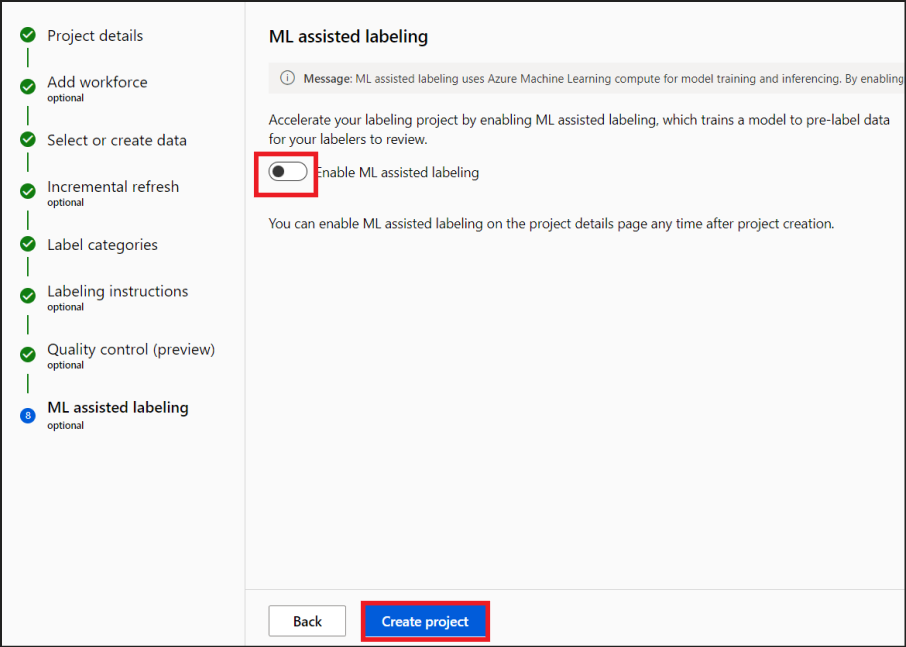 Project details
Add workforce
optional
Select or create data
Incremental refresh
optional
Label categories
Labeling instructions
optional
Quality control (preview)
optional
8
ML assisted labeling
optional
ML assisted labeling
Message: ML assisted labeling uses Azure Machine Learning compute for model training and inferencing. By enabling
Accelerate your labeling project by enabling ML assisted labeling, which trains a model to pre-label data
for your labelers to review.
Enable ML assisted labeling
You can enable ML assisted labeling on the project details page any time after project creation.
Back
Create project